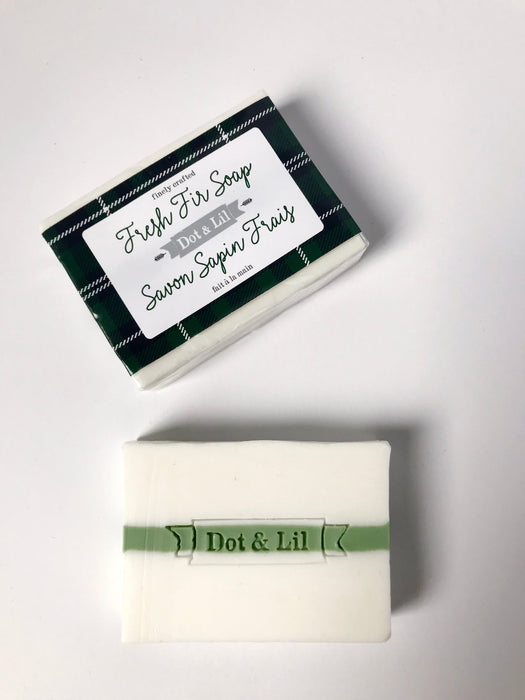 finely crafted
Fresh Fir Soap
Dot & Lil
Savon Sapin Frais
fait à la main
Dot & Lil